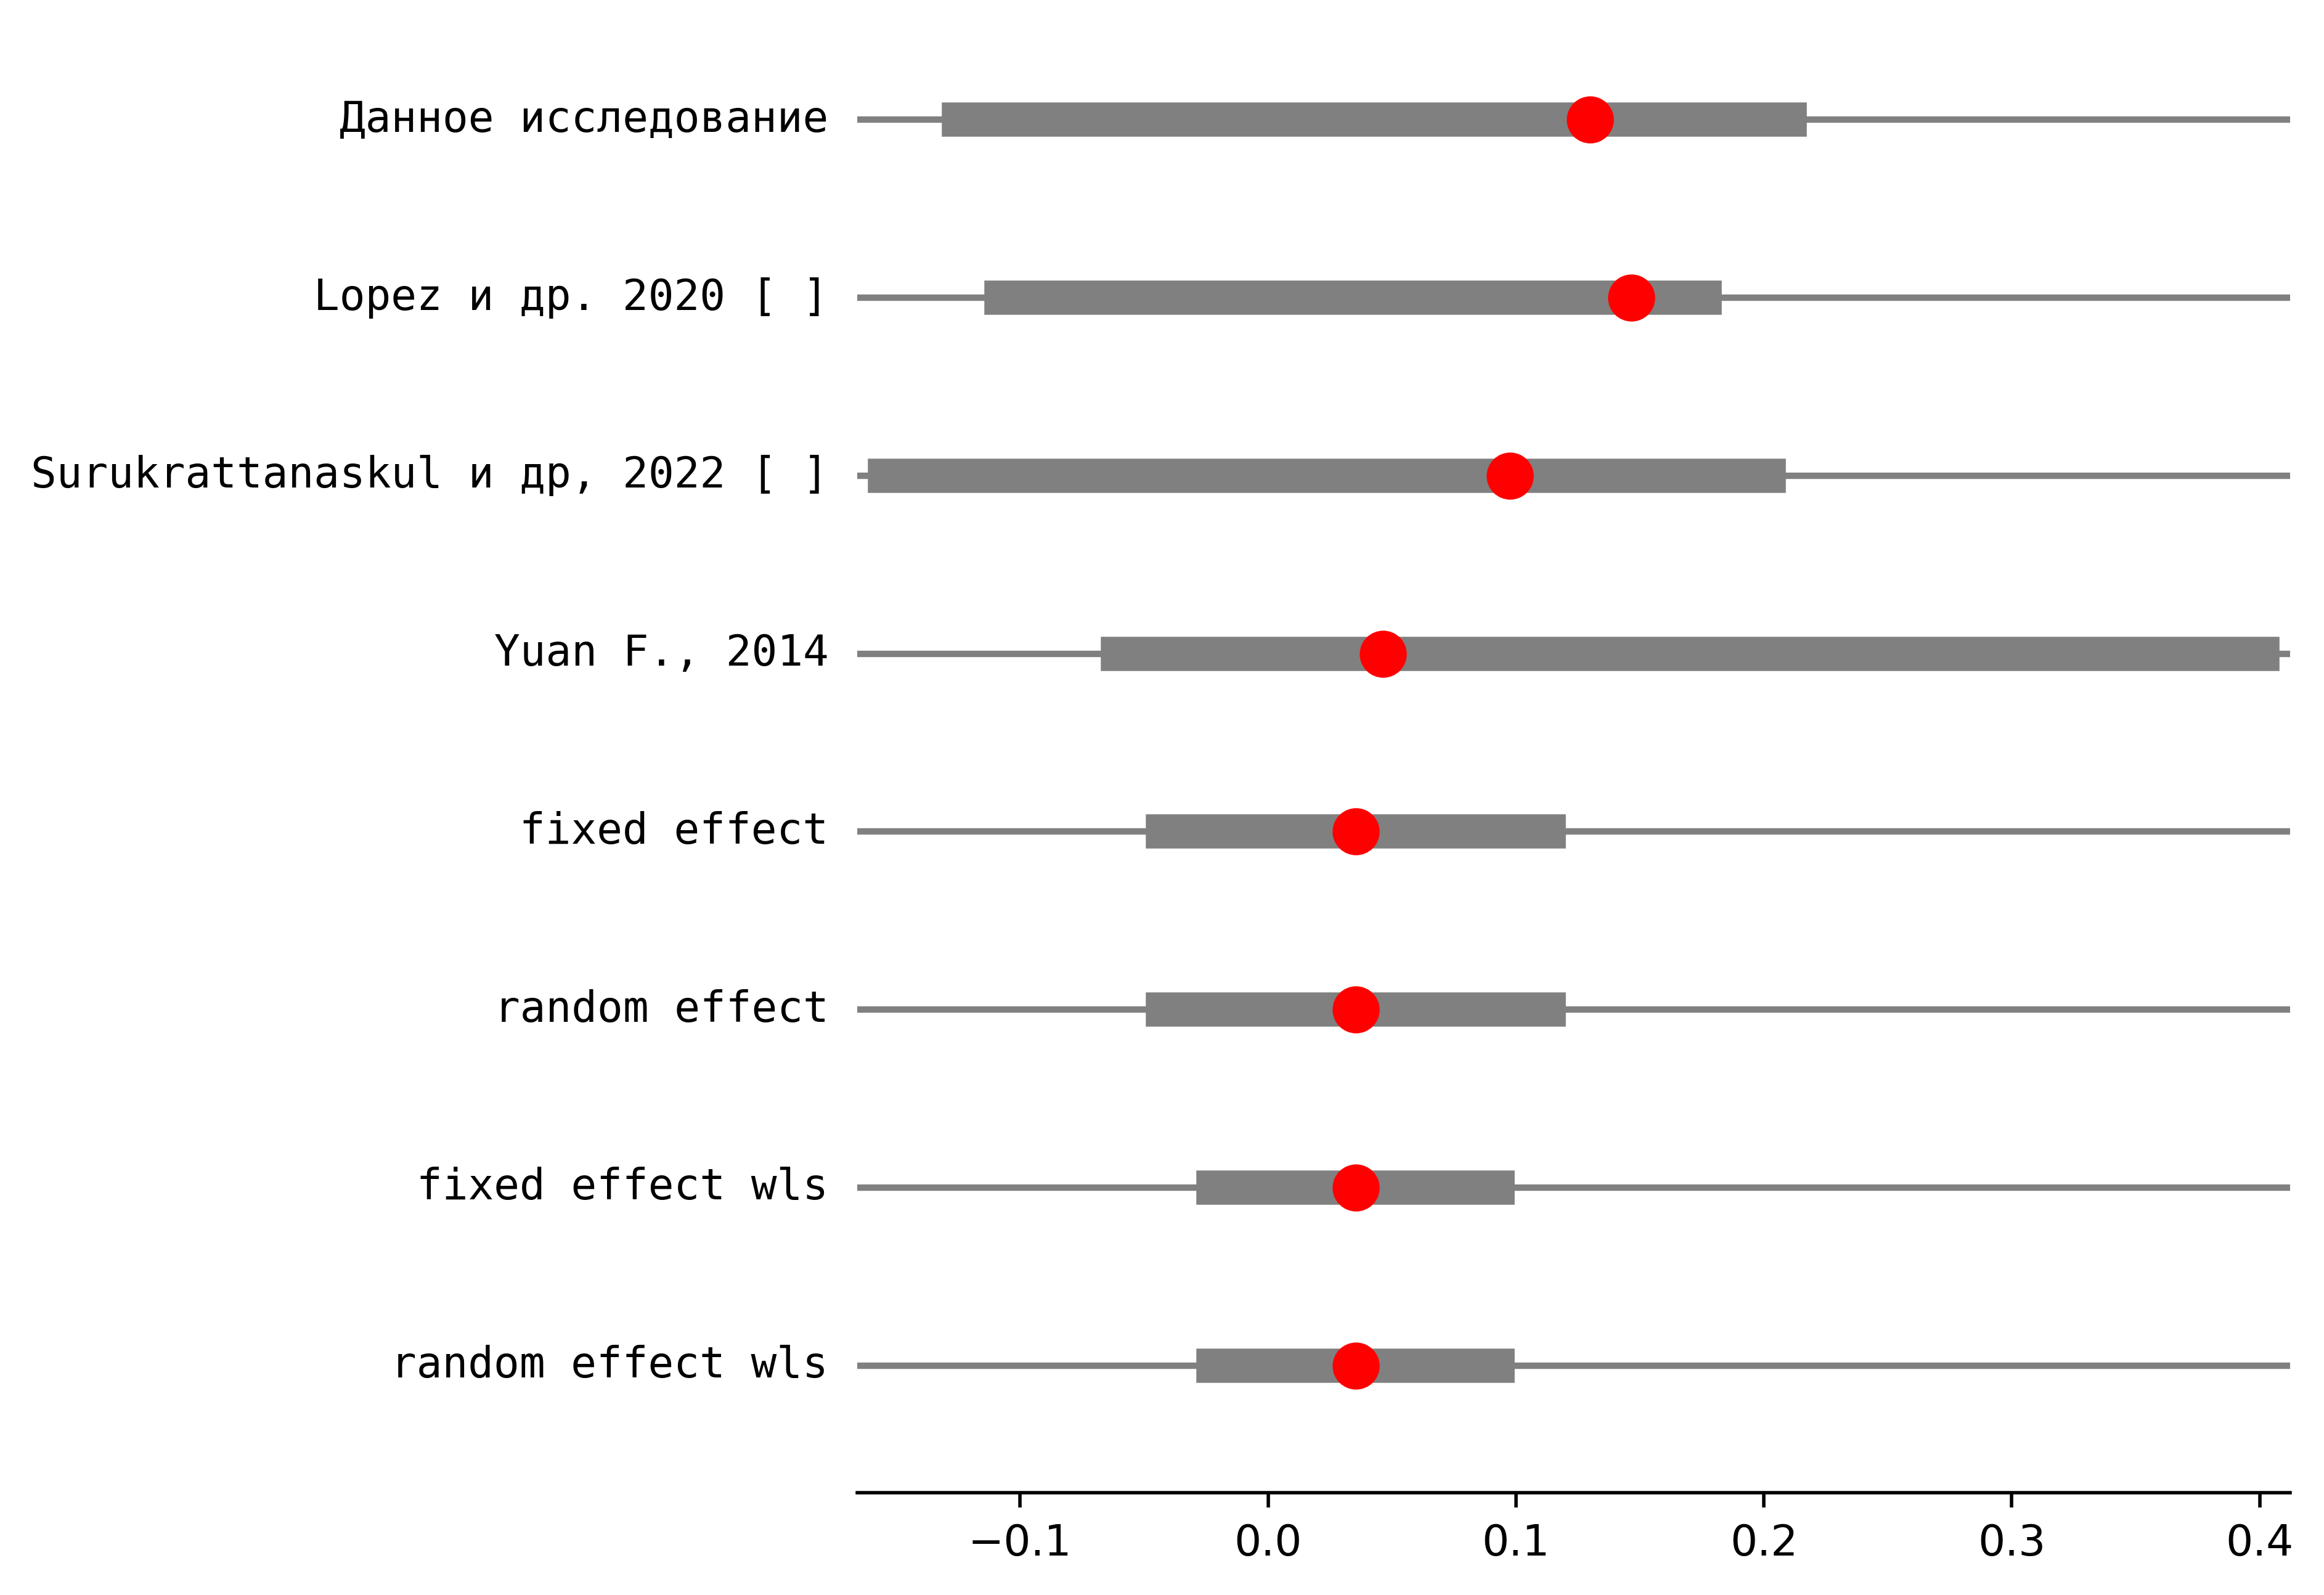 Данное исследование
Lopez и др. 2020 [ ]
Surukrattanaskul и др, 2022 [ ]
Yuan F., 2014
fixed effect
random effect
fixed effect wls
random effect wls
−0.1 0.0 0.1 0.2 0.3 0.4